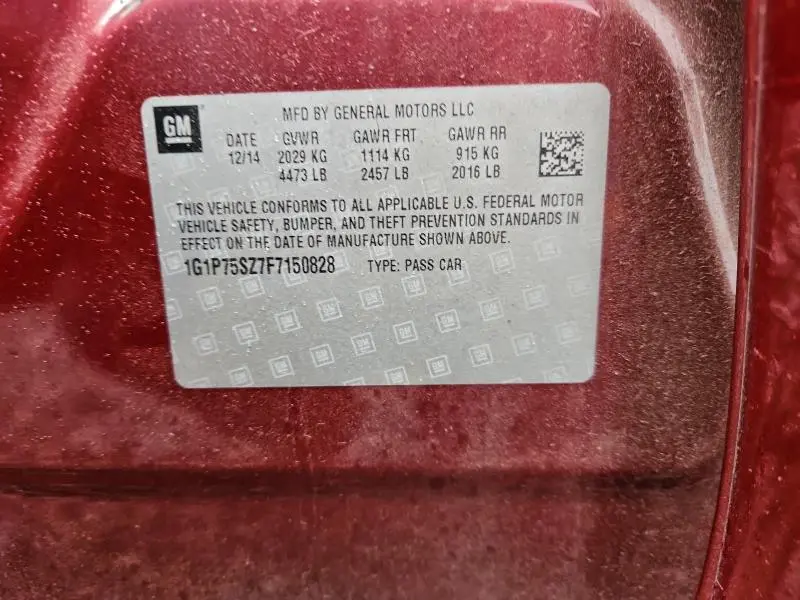 GM
MFD BY GENERAL MOTORS LLC
DATE GVWR GAWR FRT GAWR RR
12/14 2029 KG 1114 KG 915 KG
4473 LB 2457 LB 2016 LB
THIS VEHICLE CONFORMS TO ALL APPLICABLE U.S. FEDERAL MOTOR
VEHICLE SAFETY, BUMPER, AND THEFT PREVENTION STANDARDS IN
EFFECT ON THE DATE OF MANUFACTURE SHOWN ABOVE.
1G1P75SZ7F7150828 TYPE: PASS CAR